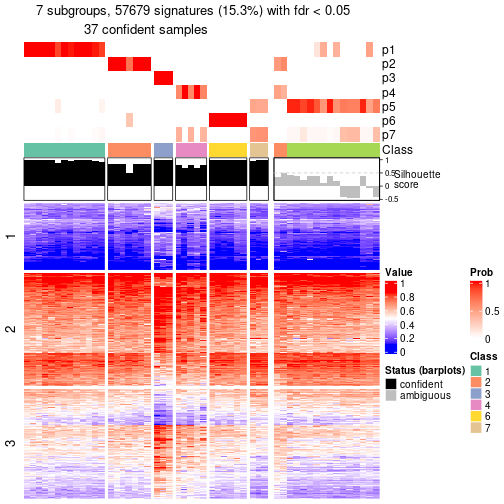 7 subgroups, 57679 signatures (15.3%) with fdr < 0.05
37 confident samples
p1
p2
p3
p4
p5
p6
p7
Class
1
0.5
0
-0.5
Silhouette
score
1
2
3
Value
1
0.8
0.6
0.4
0.2
0
Prob
1
0.5
0
Status (barplots)
confident
ambiguous
Class
1
2
3
4
6
7